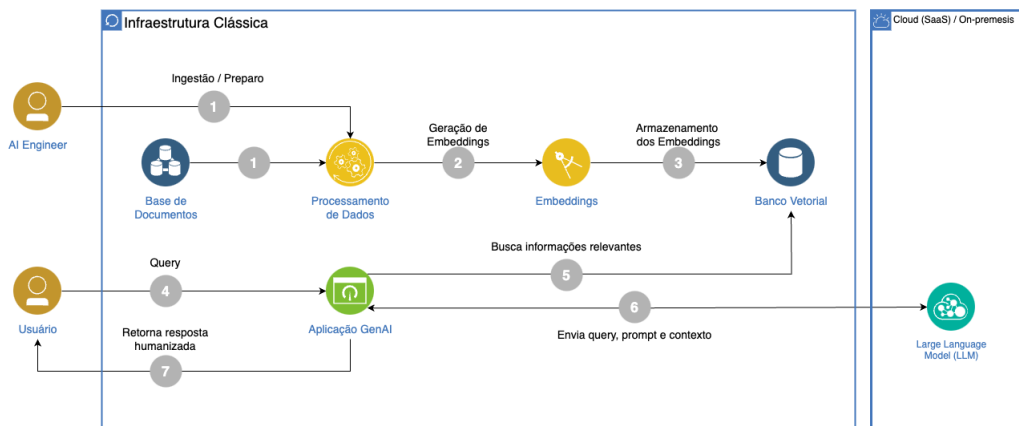 Infraestrutura Clássica
Cloud (SaaS) / On-premesis
Ingestão / Preparo
1
AI Engineer
1
Base de
Documentos
Processamento
de Dados
Geração de
Embeddings
2
Embeddings
Armazenamento
dos Embeddings
3
Banco Vetorial
Query
4
Usuário
Aplicação GenAI
Busca informações relevantes
5
6
Envia query, prompt e contexto
Large Language
Model (LLM)
Retorna resposta
humanizada
7